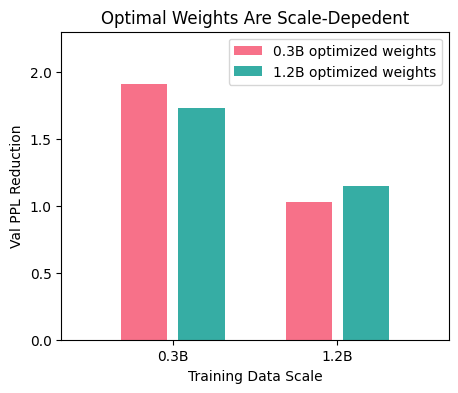 Optimal Weights Are Scale-Depedent
0.3B optimized weights
1.2B optimized weights
Val PPL Reduction
2.0
1.5
1.0
0.5
0.0
0.3B
1.2B
Training Data Scale